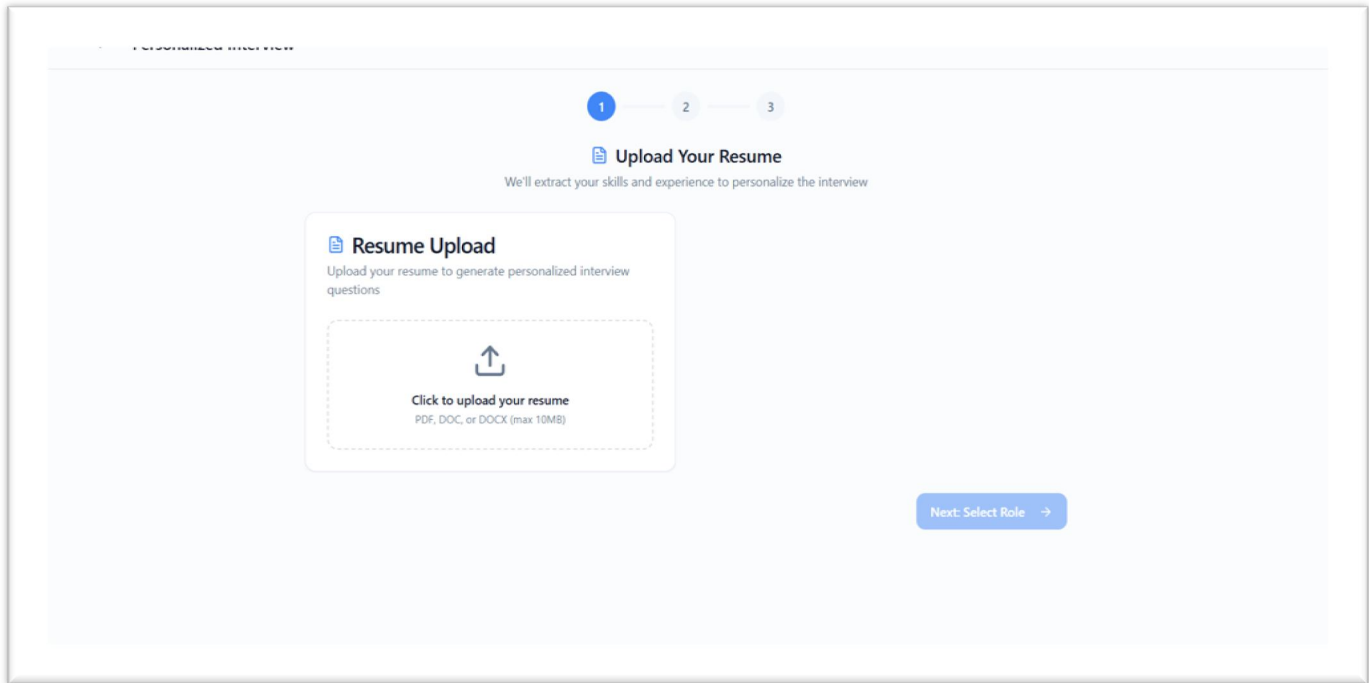 Personalized Interview
1 2 3
Upload Your Resume
We'll extract your skills and experience to personalize the interview
Resume Upload
Upload your resume to generate personalized interview
questions
Click to upload your resume
PDF, DOC, or DOCX (max 10MB)
Next: Select Role →